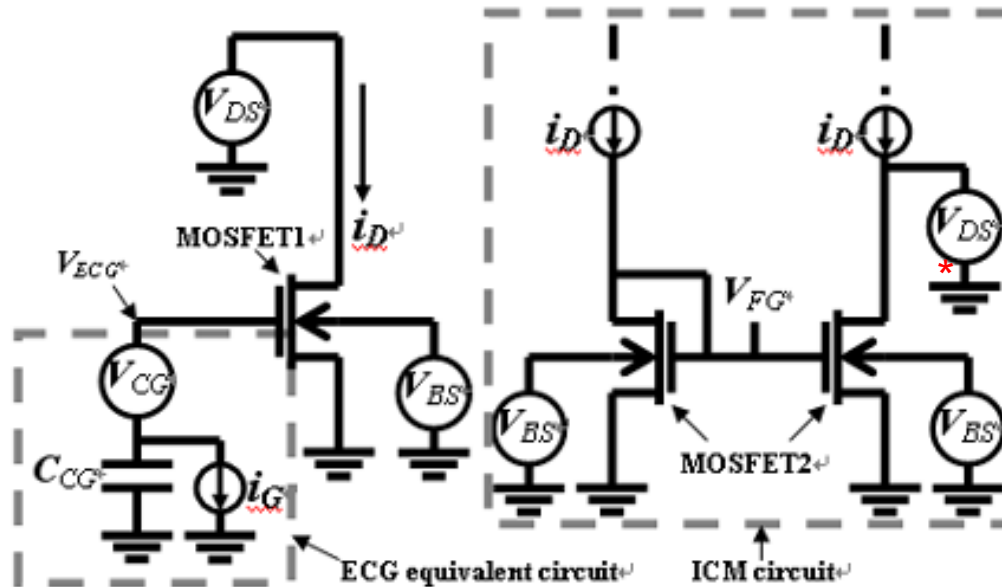 V_DS
i_D
MOSFET1
V_ECG
V_CG
V_BS
C_CG
i_G
ECG equivalent circuit
i_D
i_D
V_DS
*
V_FG
V_BS
V_BS
MOSFET2
ICM circuit